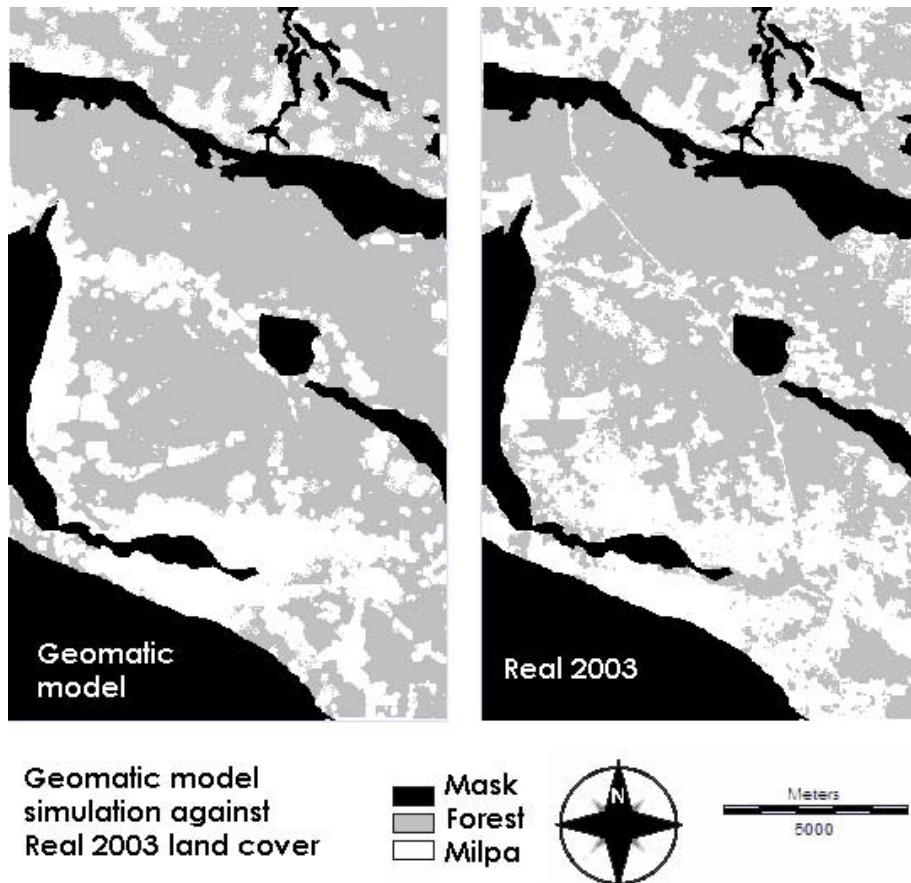 Geomatic
model
Real 2003
Geomatic model
simulation against
Real 2003 land cover
Mask
Forest
Milpa
N
Meters
5000